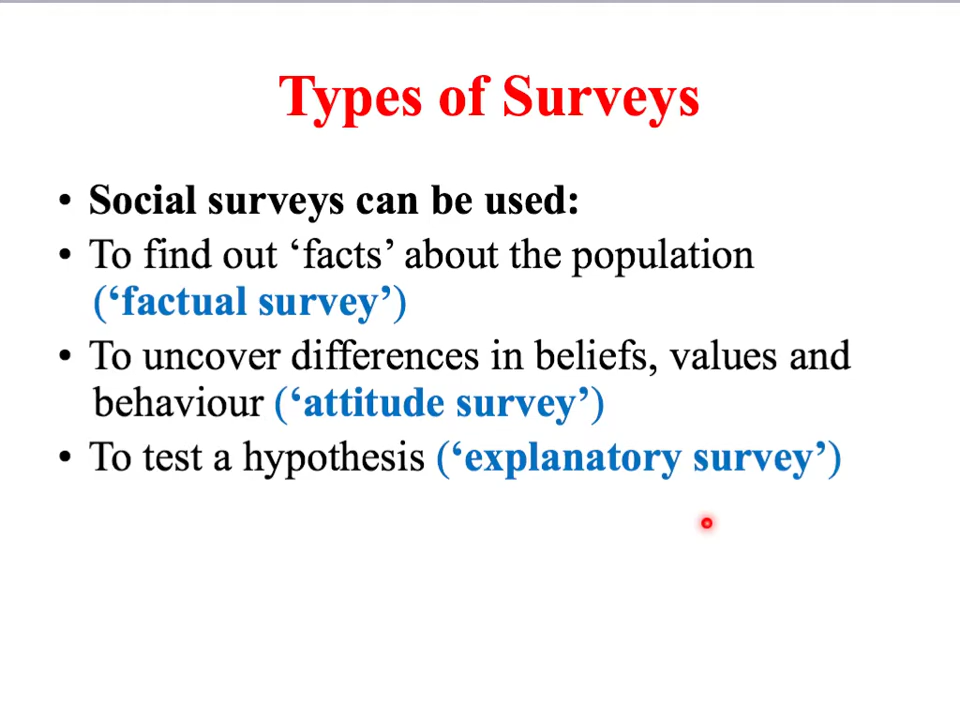 Types of Surveys
• Social surveys can be used:
• To find out ‘facts’ about the population
(‘factual survey’)
• To uncover differences in beliefs, values and
behaviour (‘attitude survey’)
• To test a hypothesis (‘explanatory survey’)